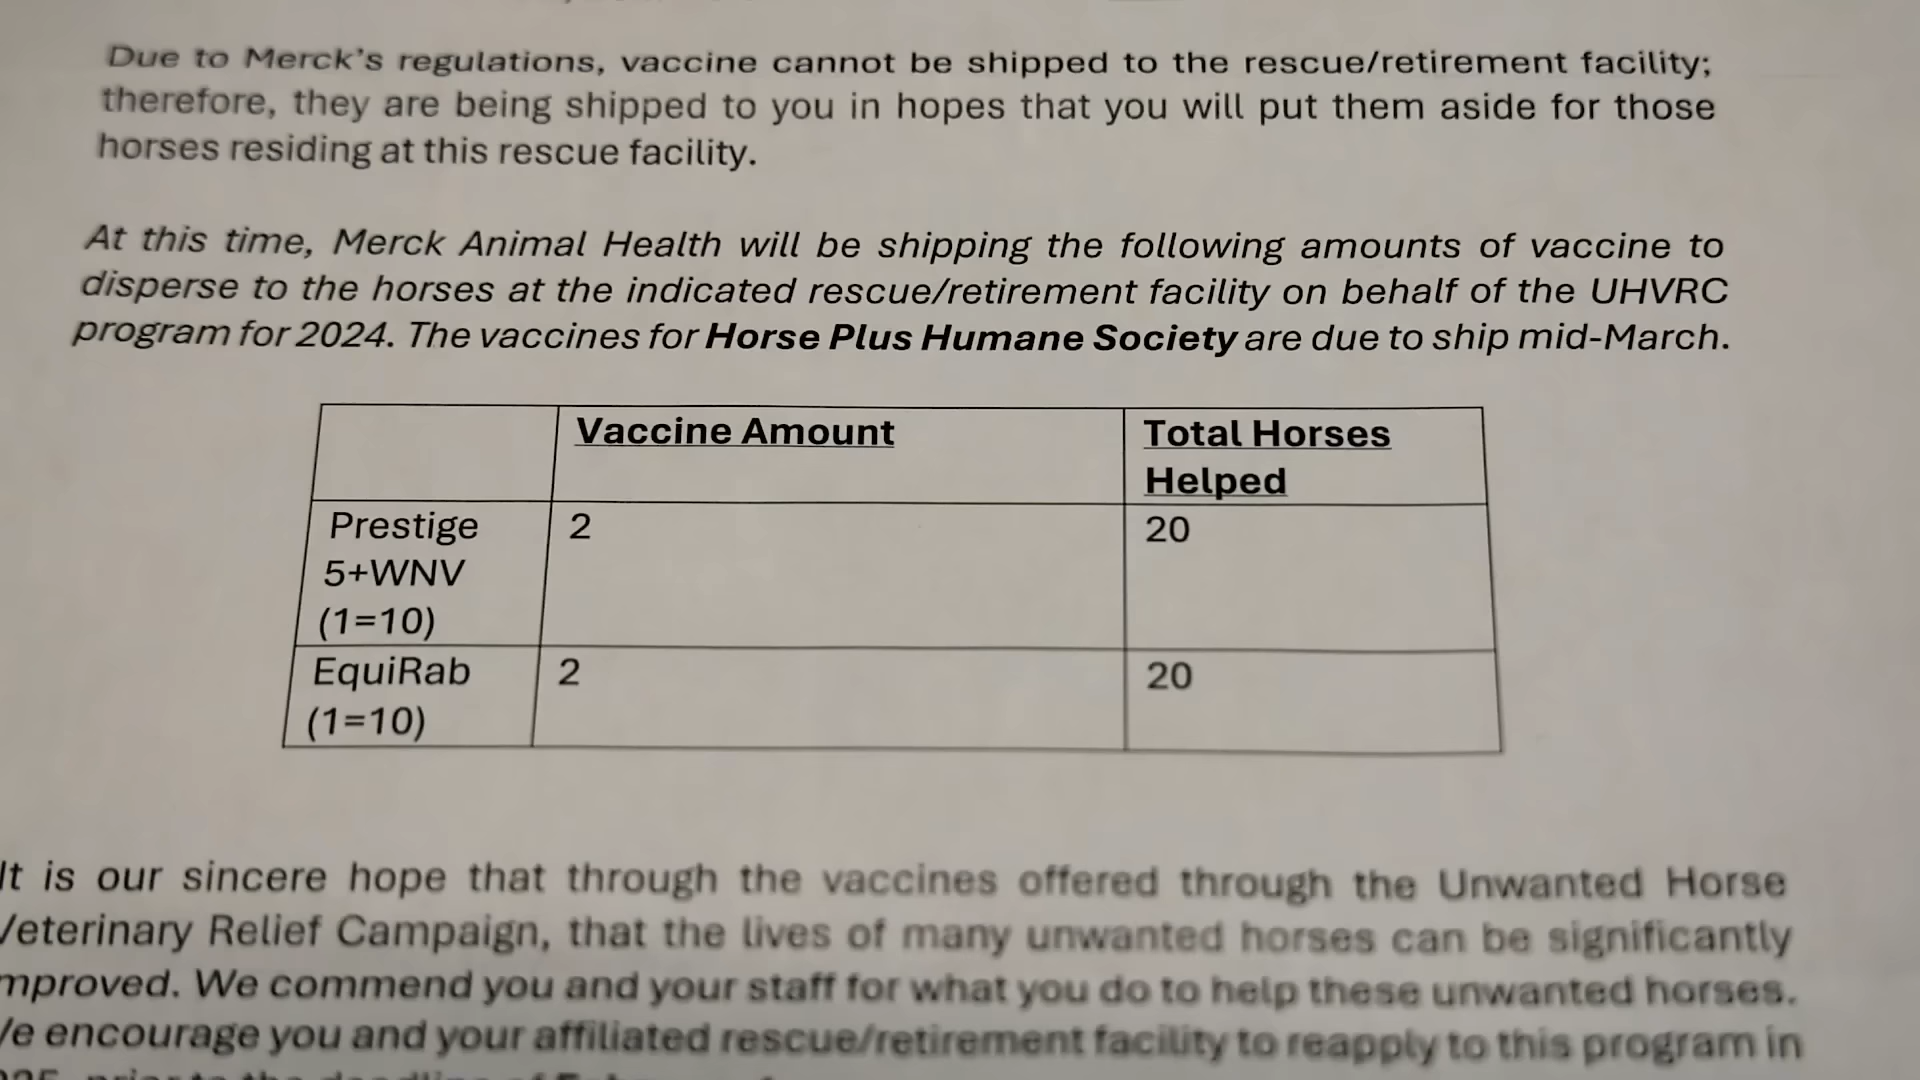 Due to Merck's regulations, vaccine cannot be shipped to the rescue/retirement facility;
therefore, they are being shipped to you in hopes that you will put them aside for those
horses residing at this rescue facility.
At this time, Merck Animal Health will be shipping the following amounts of vaccine to
disperse to the horses at the indicated rescue/retirement facility on behalf of the UHVRC
program for 2024. The vaccines for Horse Plus Humane Society are due to ship mid-March.
Vaccine Amount
Total Horses
Helped
Prestige
5+WNV
(1=10)
2
20
EquiRab
(1=10)
2
20
It is our sincere hope that through the vaccines offered through the Unwanted Horse
Veterinary Relief Campaign, that the lives of many unwanted horses can be significantly
mproved. We commend you and your staff for what you do to help these unwanted horses.
We encourage you and your affiliated rescue/retirement facility to reapply to this program in
prior to the deadline of